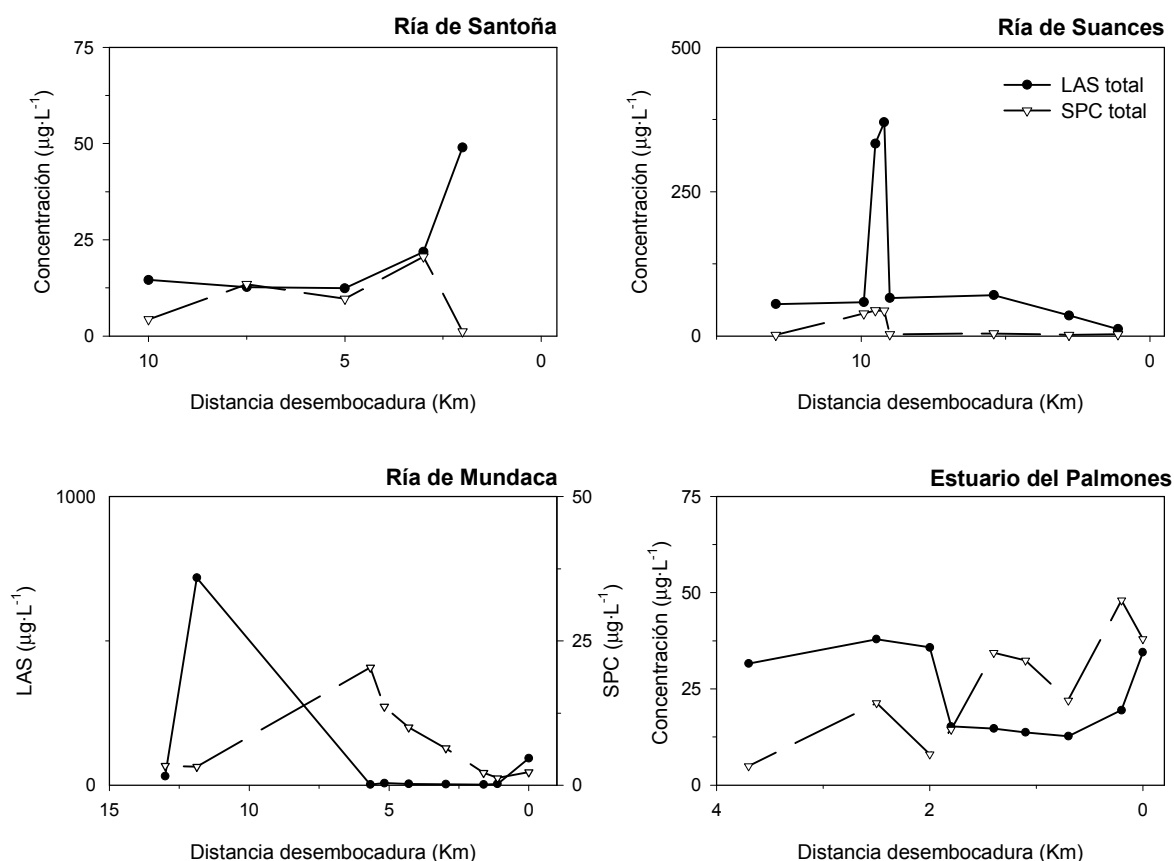 Ría de Santoña
75
50
25
0
Concentración (µg·L-1)
10
5
0
Distancia desembocadura (Km)
Ría de Suances
500
250
0
Concentración (µg·L-1)
LAS total
SPC total
10
5
0
Distancia desembocadura (Km)
Ría de Mundaca
1000
500
0
LAS (µg·L-1)
50
25
0
SPC (µg·L-1)
15
10
5
0
Distancia desembocadura (Km)
Estuario del Palmones
75
50
25
0
Concentración (µg·L-1)
4
2
0
Distancia desembocadura (Km)